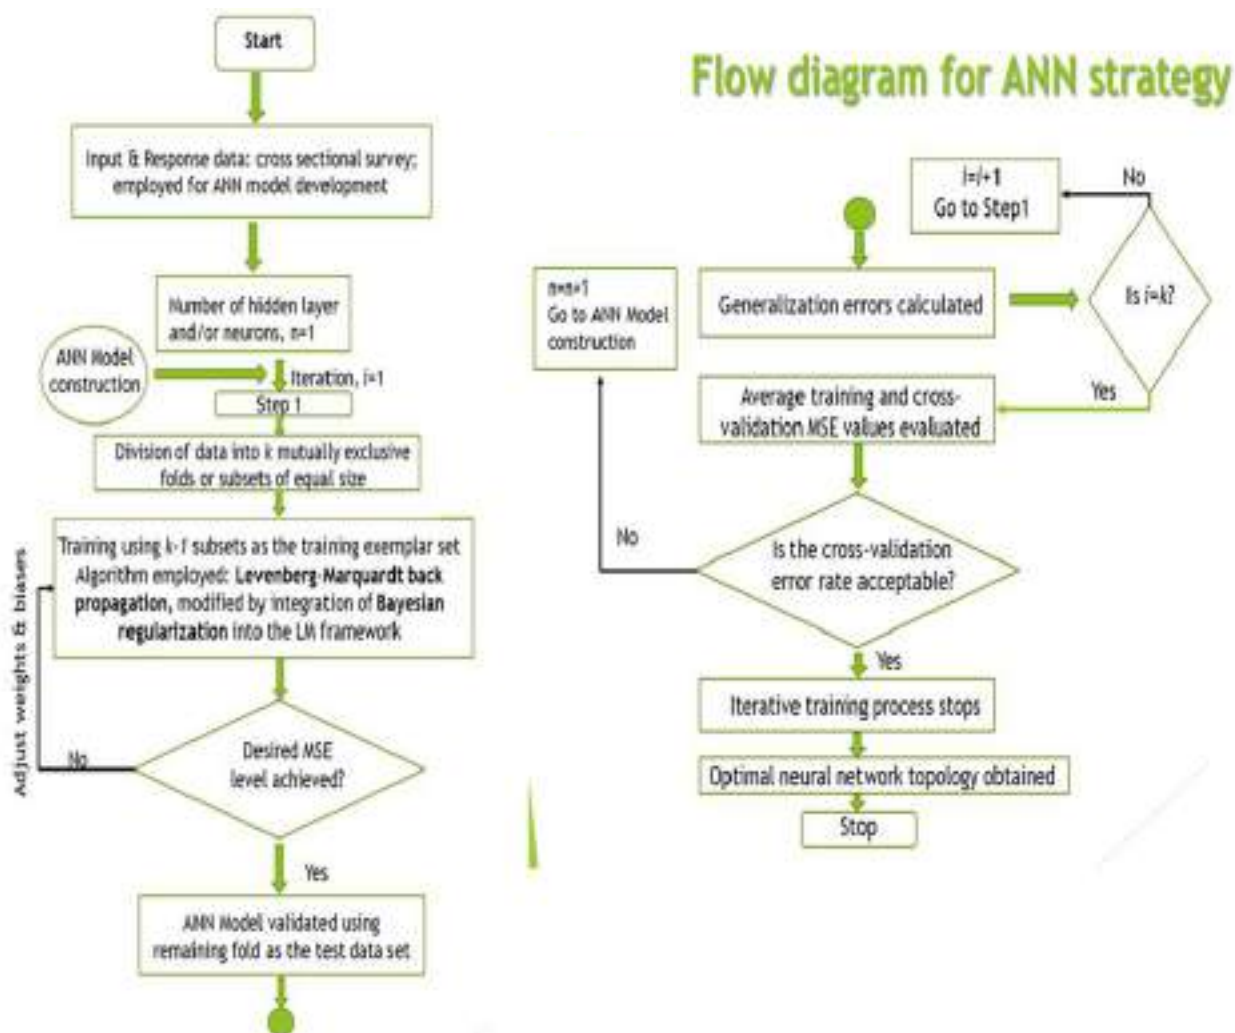 Start
Flow diagram for ANN strategy
Input & Response data: cross sectional survey;
employed for ANN model development
Number of hidden layer
and/or neurons, n=1
ANN Model
construction
Iteration, i=1
Step 1
Division of data into k mutually exclusive
folds or subsets of equal size
Training using k-1 subsets as the training exemplar set
Algorithm employed: Levenberg-Marquardt back
propagation, modified by integration of Bayesian
regularization into the LM framework
Adjust weights & biases
No
Desired MSE
level achieved?
Yes
ANN Model validated using
remaining fold as the test data set
i=i+1
Go to Step1
No
Generalization errors calculated
Is i=k?
Yes
Go to ANN Model
construction
Average training and cross-
validation MSE values evaluated
No
Is the cross-validation
error rate acceptable?
Yes
Iterative training process stops
Optimal neural network topology obtained
Stop